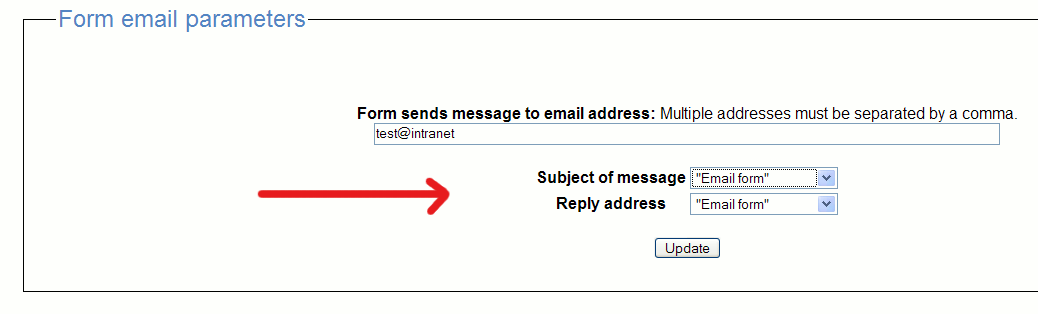 Form email parameters
Form sends message to email address: Multiple addresses must be separated by a comma.
test@intranet
Subject of message "Email form"
Reply address "Email form"
Update